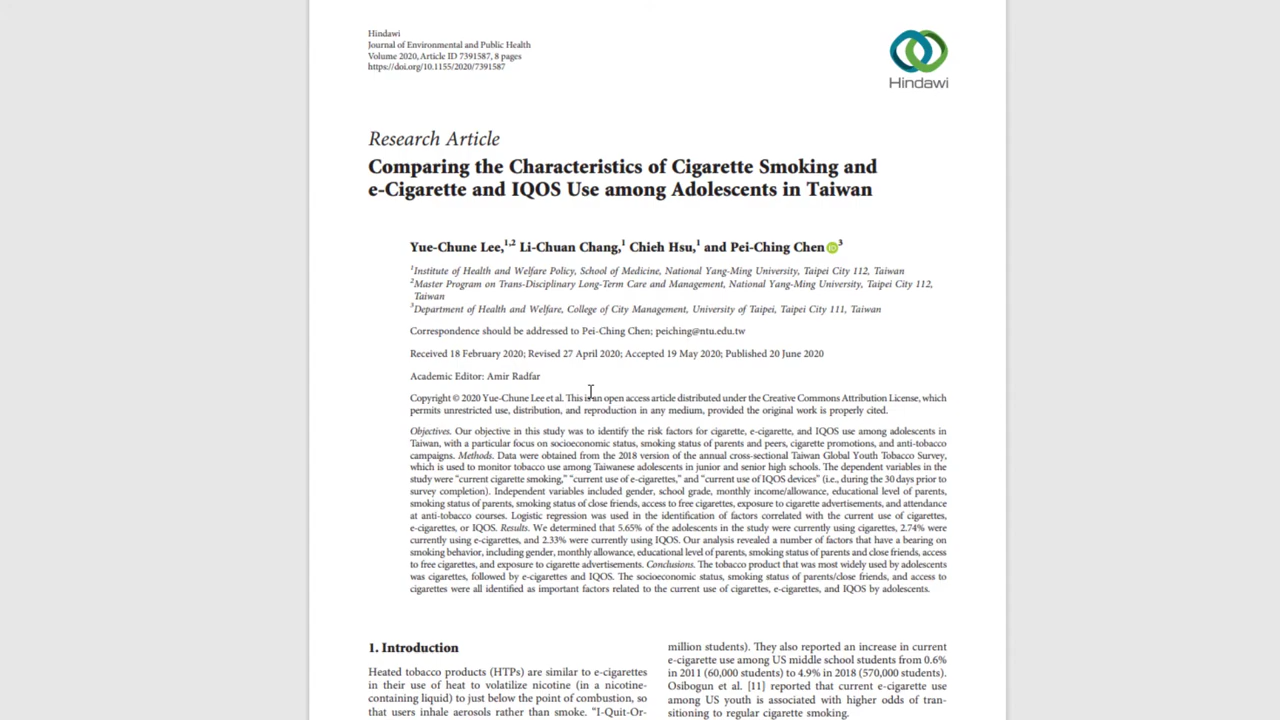 Hindawi
Journal of Environmental and Public Health
Volume 2020, Article ID 7391587, 8 pages
https://doi.org/10.1155/2020/7391587
Hindawi
Research Article
Comparing the Characteristics of Cigarette Smoking and
e-Cigarette and IQOS Use among Adolescents in Taiwan
Yue-Chune Lee,1,2 Li-Chuan Chang,1 Chieh Hsu,1 and Pei-Ching Chen iD 3
1Institute of Health and Welfare Policy, School of Medicine, National Yang-Ming University, Taipei City 112, Taiwan
2Master Program on Trans-Disciplinary Long-Term Care and Management, National Yang-Ming University, Taipei City 112,
Taiwan
3Department of Health and Welfare, College of City Management, University of Taipei, Taipei City 111, Taiwan
Correspondence should be addressed to Pei-Ching Chen; peiching@ntu.edu.tw
Received 18 February 2020; Revised 27 April 2020; Accepted 19 May 2020; Published 20 June 2020
Academic Editor: Amir Radfar
Copyright © 2020 Yue-Chune Lee et al. This is an open access article distributed under the Creative Commons Attribution License, which
permits unrestricted use, distribution, and reproduction in any medium, provided the original work is properly cited.
Objectives. Our objective in this study was to identify the risk factors for cigarette, e-cigarette, and IQOS use among adolescents in
Taiwan, with a particular focus on socioeconomic status, smoking status of parents and peers, cigarette promotions, and anti-tobacco
campaigns. Methods. Data were obtained from the 2018 version of the annual cross-sectional Taiwan Global Youth Tobacco Survey,
which is used to monitor tobacco use among Taiwanese adolescents in junior and senior high schools. The dependent variables in the
study were "current cigarette smoking," "current use of e-cigarettes," and "current use of IQOS devices" (i.e., during the 30 days prior to
survey completion). Independent variables included gender, school grade, monthly income/allowance, educational level of parents,
smoking status of parents, smoking status of close friends, access to free cigarettes, exposure to cigarette advertisements, and attendance
at anti-tobacco courses. Logistic regression was used in the identification of factors correlated with the current use of cigarettes,
e-cigarettes, or IQOS. Results. We determined that 5.65% of the adolescents in the study were currently using cigarettes, 2.74% were
currently using e-cigarettes, and 2.33% were currently using IQOS. Our analysis revealed a number of factors that have a bearing on
smoking behavior, including gender, monthly allowance, educational level of parents, smoking status of parents and close friends, access
to free cigarettes, and exposure to cigarette advertisements. Conclusions. The tobacco product that was most widely used by adolescents
was cigarettes, followed by e-cigarettes and IQOS. The socioeconomic status, smoking status of parents/close friends, and access to
cigarettes were all identified as important factors related to the current use of cigarettes, e-cigarettes, and IQOS by adolescents.
1. Introduction
Heated tobacco products (HTPs) are similar to e-cigarettes
in their use of heat to volatilize nicotine (in a nicotine-
containing liquid) to just below the point of combustion, so
that users inhale aerosols rather than smoke. "I-Quit-Or-
million students). They also reported an increase in current
e-cigarette use among US middle school students from 0.6%
in 2011 (60,000 students) to 4.9% in 2018 (570,000 students).
Osibogun et al. [11] reported that current e-cigarette use
among US youth is associated with higher odds of tran-
sitioning to regular cigarette smoking.